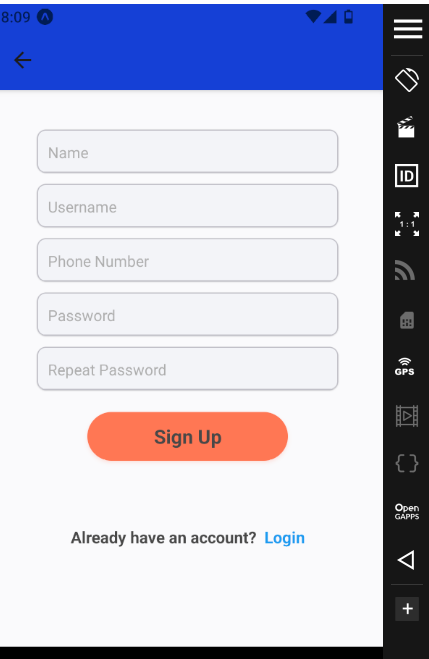 8:09
Name
Username
Phone Number
Password
Repeat Password
Sign Up
Already have an account? Login
ID
1:1
GPS
Open
GAPPS